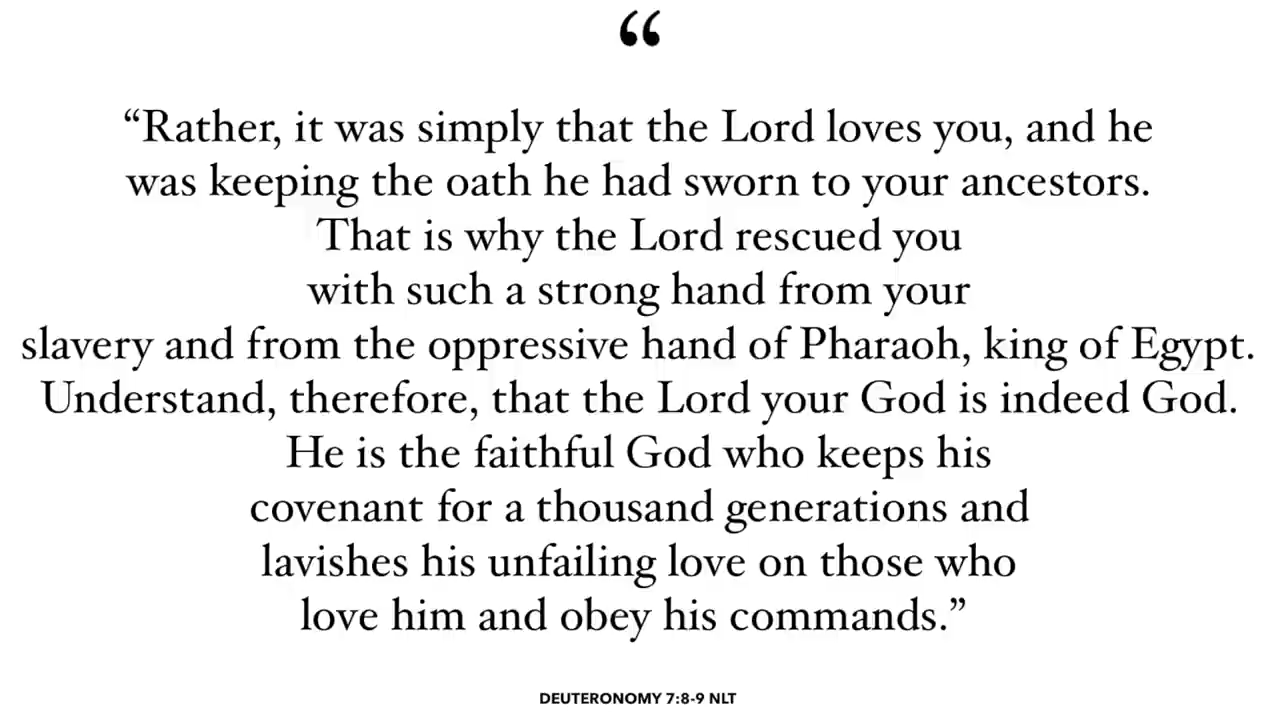 “
“Rather, it was simply that the Lord loves you, and he
was keeping the oath he had sworn to your ancestors.
That is why the Lord rescued you
with such a strong hand from your
slavery and from the oppressive hand of Pharaoh, king of Egypt.
Understand, therefore, that the Lord your God is indeed God.
He is the faithful God who keeps his
covenant for a thousand generations and
lavishes his unfailing love on those who
love him and obey his commands.”
DEUTERONOMY 7:8-9 NLT